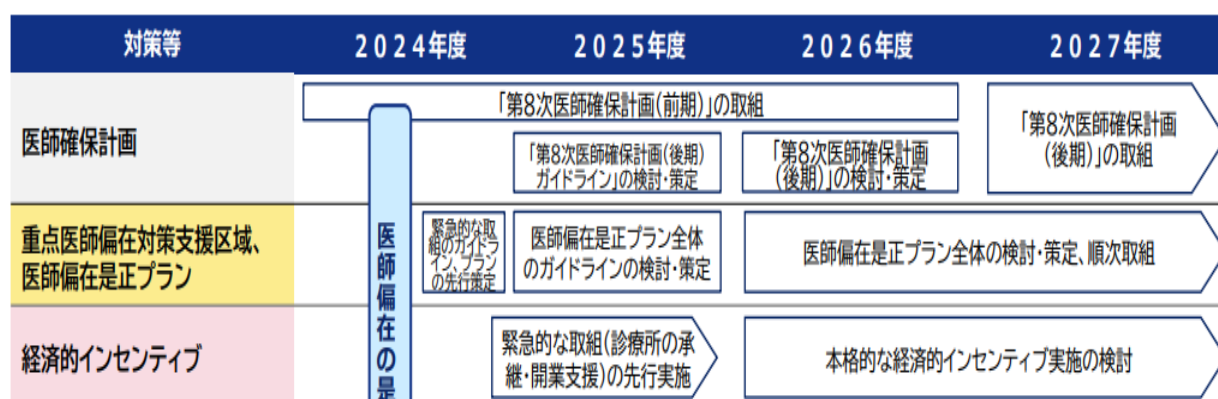 対策等
2024年度
2025年度
2026年度
2027年度
医師確保計画
「第8次医師確保計画(前期)」の取組
「第8次医師確保計画(後期)
ガイドライン」の検討・策定
「第8次医師確保計画
(後期)」の検討・策定
「第8次医師確保計画
(後期)」の取組
重点医師偏在対策支援区域、
医師偏在是正プラン
医師偏在の是
緊急的な取
組のガイドラ
イン、プラン
の先行策定
医師偏在是正プラン全体
のガイドラインの検討・策定
医師偏在是正プラン全体の検討・策定、順次取組
経済的インセンティブ
緊急的な取組(診療所の承
継・開業支援)の先行実施
本格的な経済的インセンティブ実施の検討